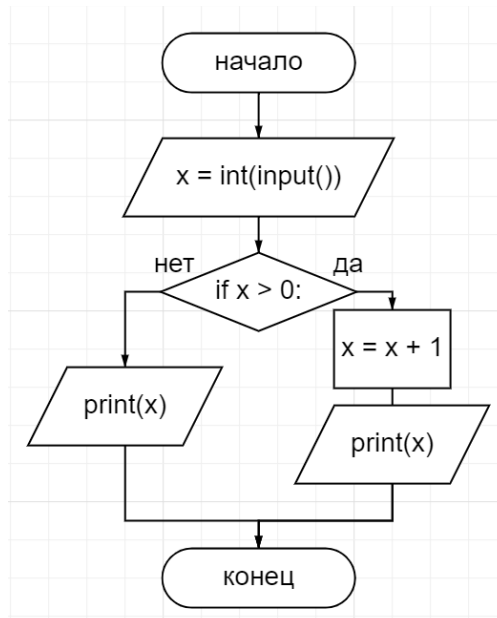 начало
x = int(input())
нет
да
if x > 0:
x = x + 1
print(x)
print(x)
конец